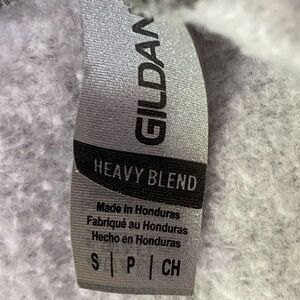 GILDAN
HEAVY BLEND
Made in Honduras
Fabriqué au Honduras
Hecho en Honduras
S | P | CH